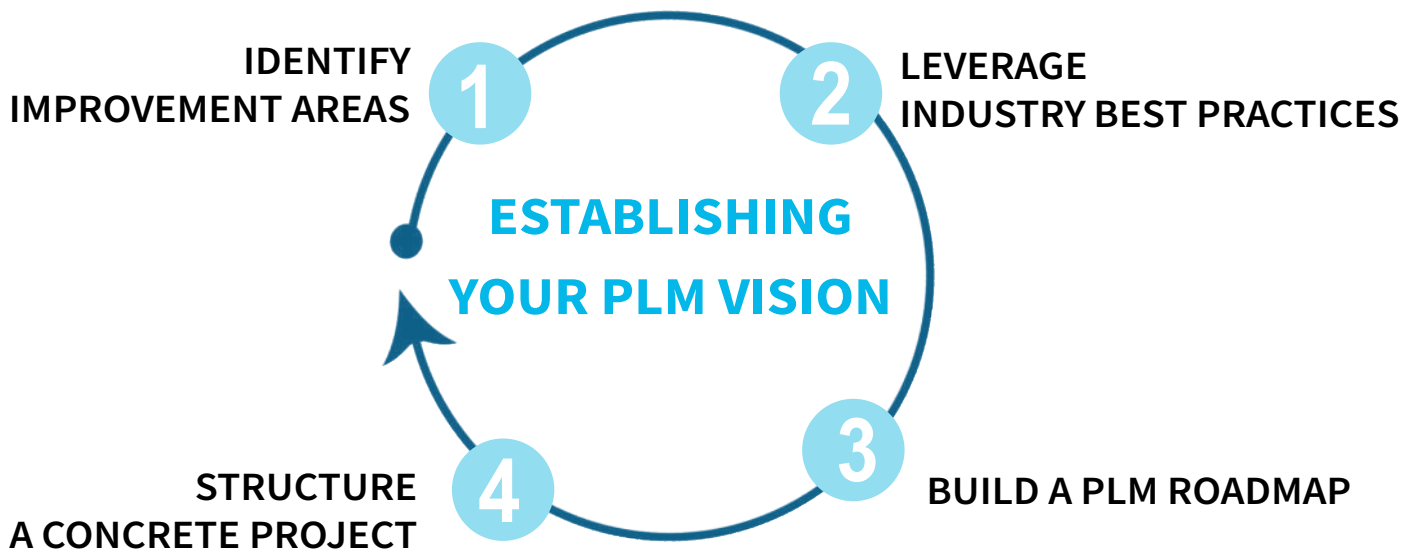 1
IDENTIFY
IMPROVEMENT AREAS
2
LEVERAGE
INDUSTRY BEST PRACTICES
ESTABLISHING
YOUR PLM VISION
3
BUILD A PLM ROADMAP
4
STRUCTURE
A CONCRETE PROJECT